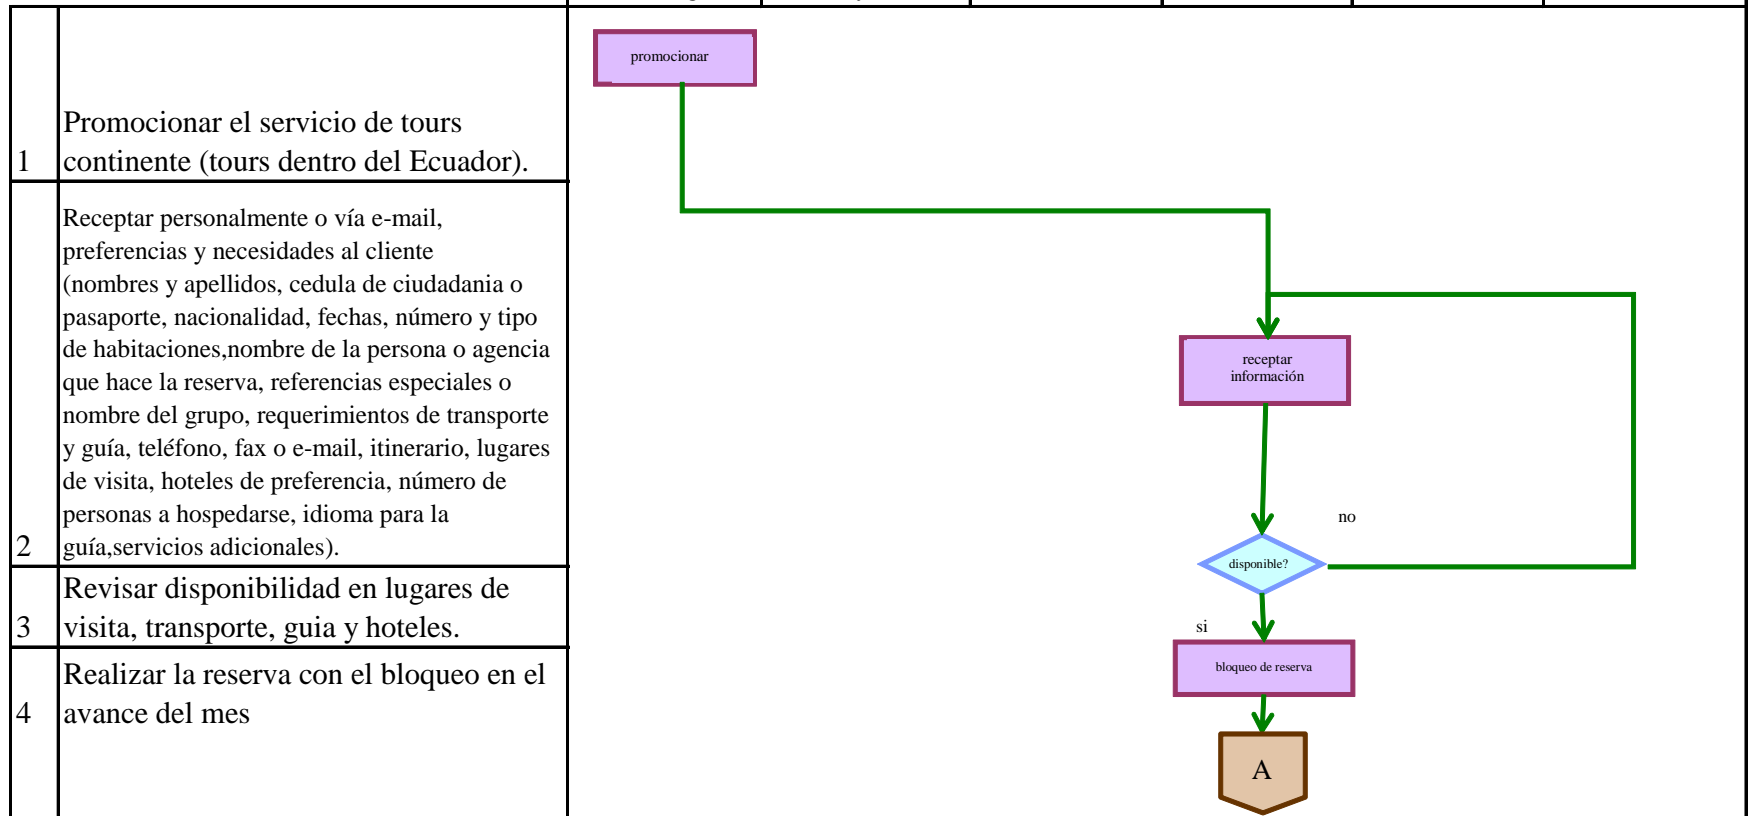 promocionar
Promocionar el servicio de tours
1 continente (tours dentro del Ecuador).
Receptar personalmente o vía e-mail,
preferencias y necesidades al cliente
(nombres y apellidos, cedula de ciudadania o
pasaporte, nacionalidad, fechas, número y tipo
de habitaciones,nombre de la persona o agencia
que hace la reserva, referencias especiales o
nombre del grupo, requerimientos de transporte
y guía, teléfono, fax o e-mail, itinerario, lugares
de visita, hoteles de preferencia, número de
personas a hospedarse, idioma para la
2 guía,servicios adicionales).
receptar
información
no
disponible?
Revisar disponibilidad en lugares de
3 visita, transporte, guia y hoteles.
si
Realizar la reserva con el bloqueo en el
4 avance del mes
bloqueo de reserva
A